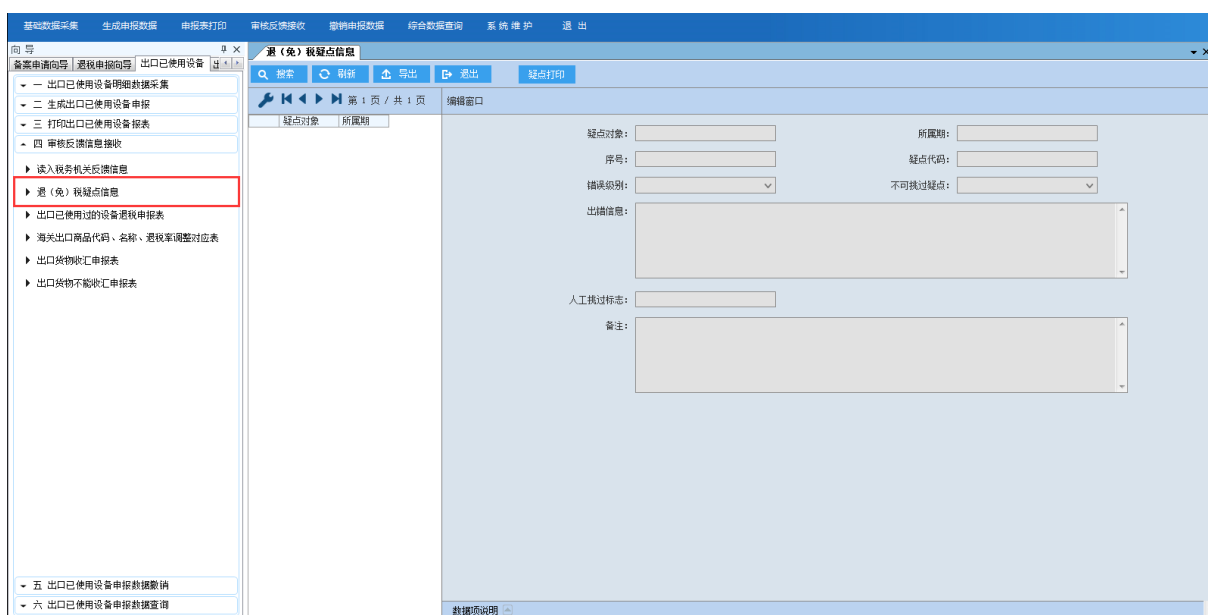 基础数据采集 生成申报数据 申报表打印 审核反馈接收 撤销申报数据 综合数据查询 系统维护 退出
向导
备案申请向导 退税申报向导 出口已使用设备 出
一 出口已使用设备明细数据采集
二 生成出口已使用设备申报
三 打印出口已使用设备报表
四 审核反馈信息接收
读入税务机关反馈信息
退（免）税疑点信息
出口已使用过的设备退税申报表
海关出口商品代码、名称、退税率调整对应表
出口货物收汇申报表
出口货物不能收汇申报表
五 出口已使用设备申报数据撤销
六 出口已使用设备申报数据查询
退（免）税疑点信息
搜索 刷新 导出 退出 疑点打印
第 1 页 / 共 1 页
疑点对象 所属期
编辑窗口
疑点对象： 所属期：
序号： 疑点代码：
错误级别： 不可挑过疑点：
出错信息：
人工挑过标志：
备注：
数据项说明